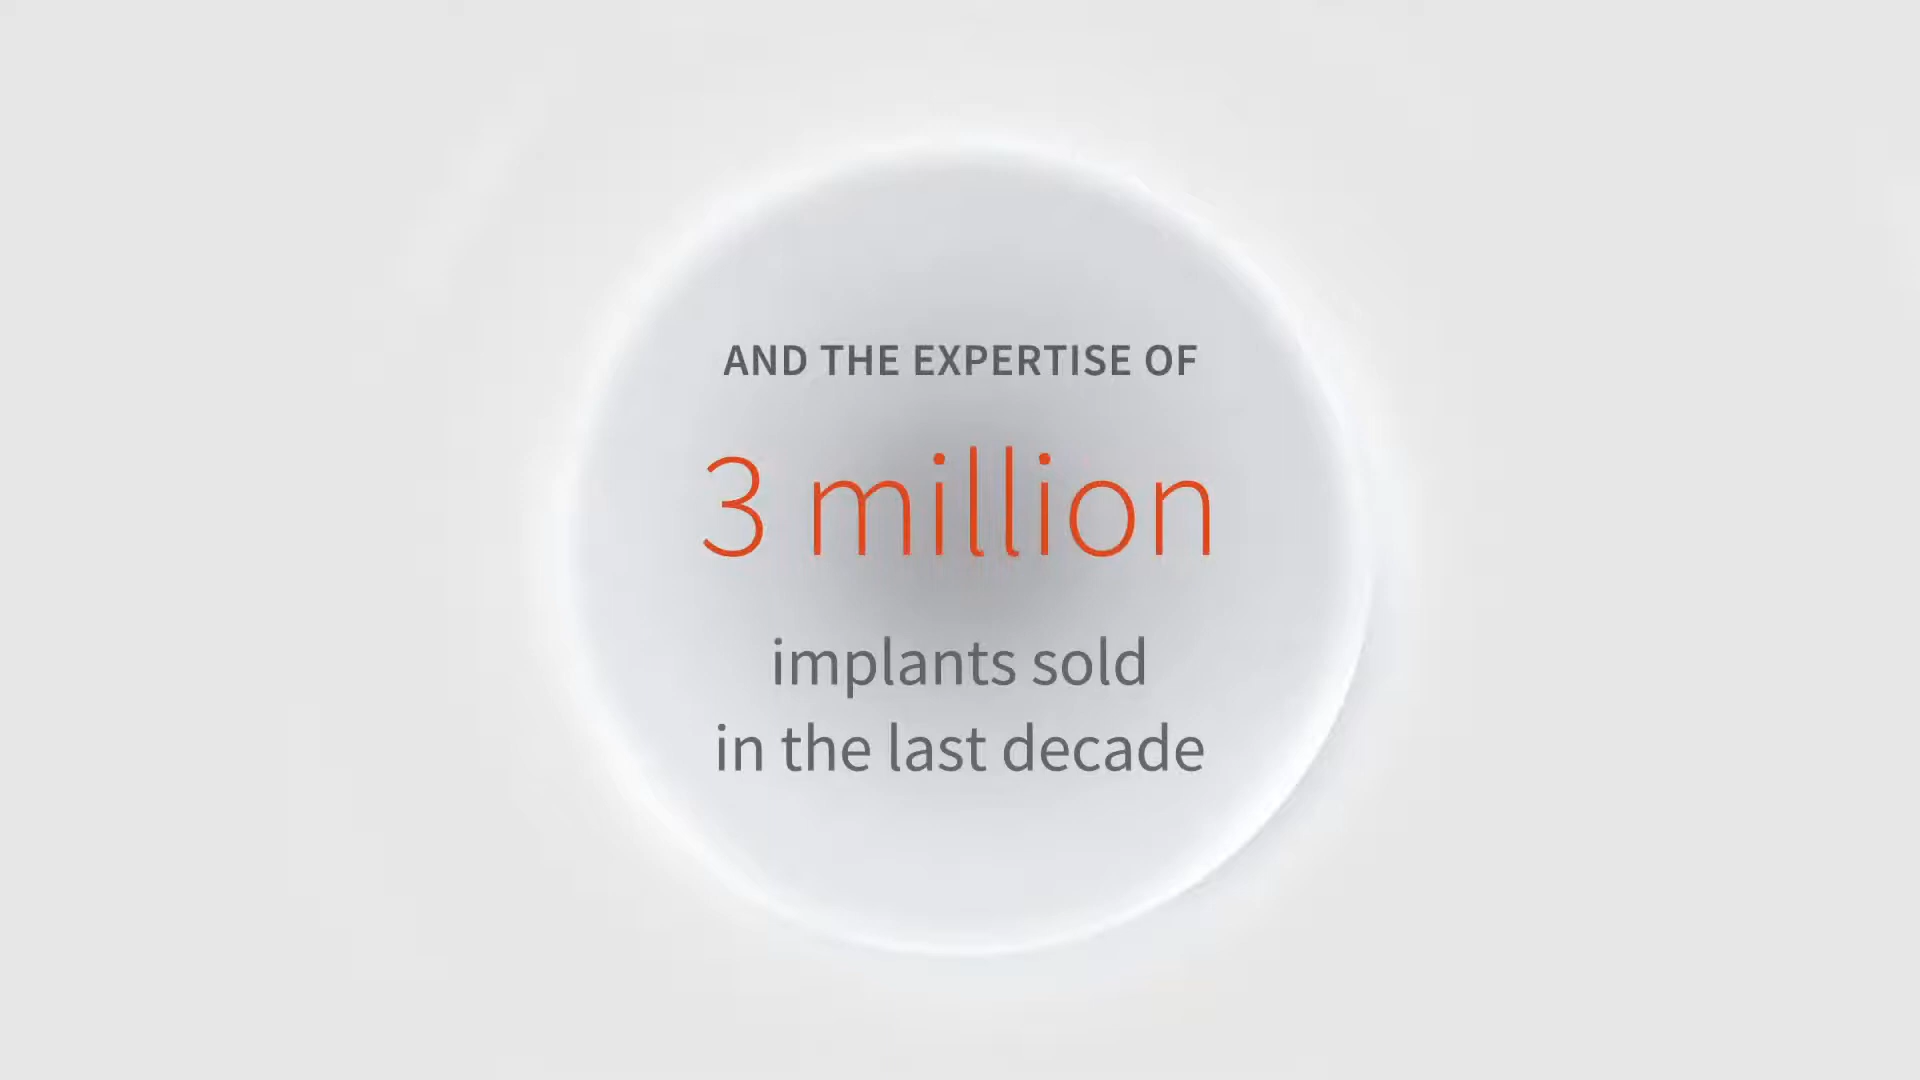 AND THE EXPERTISE OF
3 million
implants sold
in the last decade